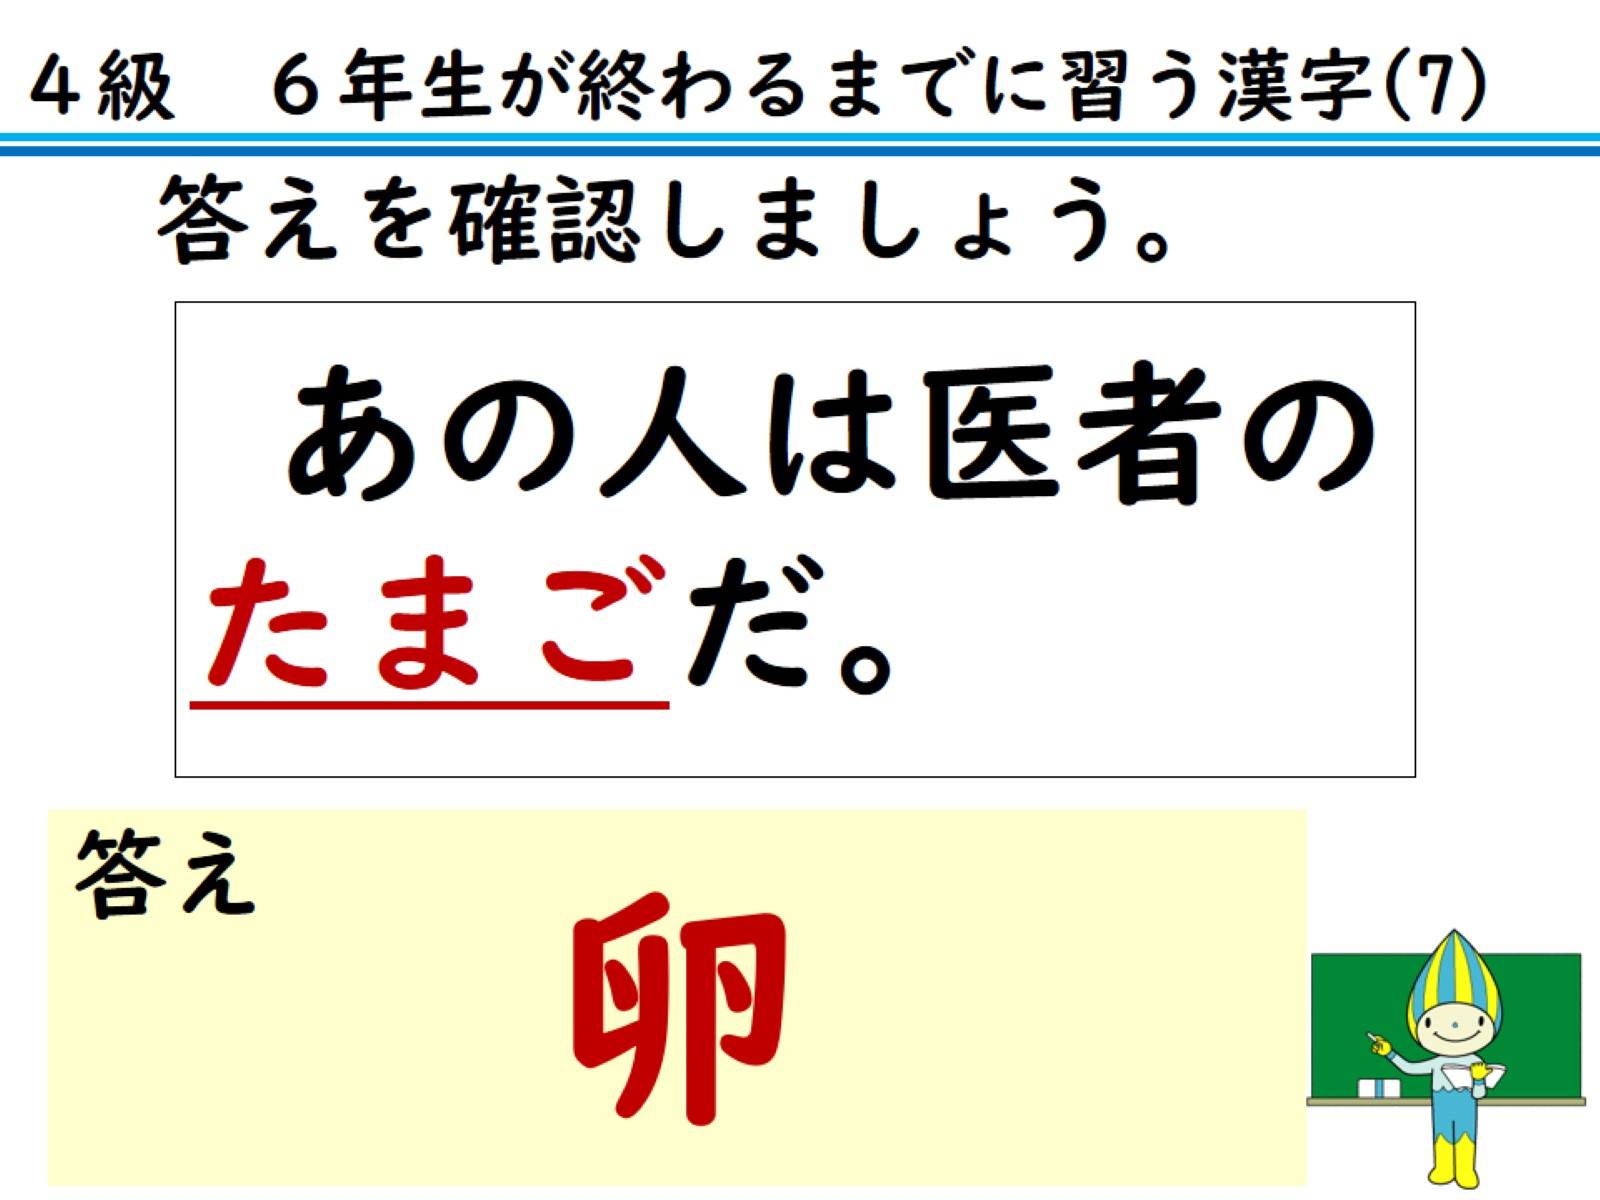 ４級　６年生が終わるまでに習う漢字(7)
答えを確認しましょう。
あの人は医者の
たまごだ。
答え
卵